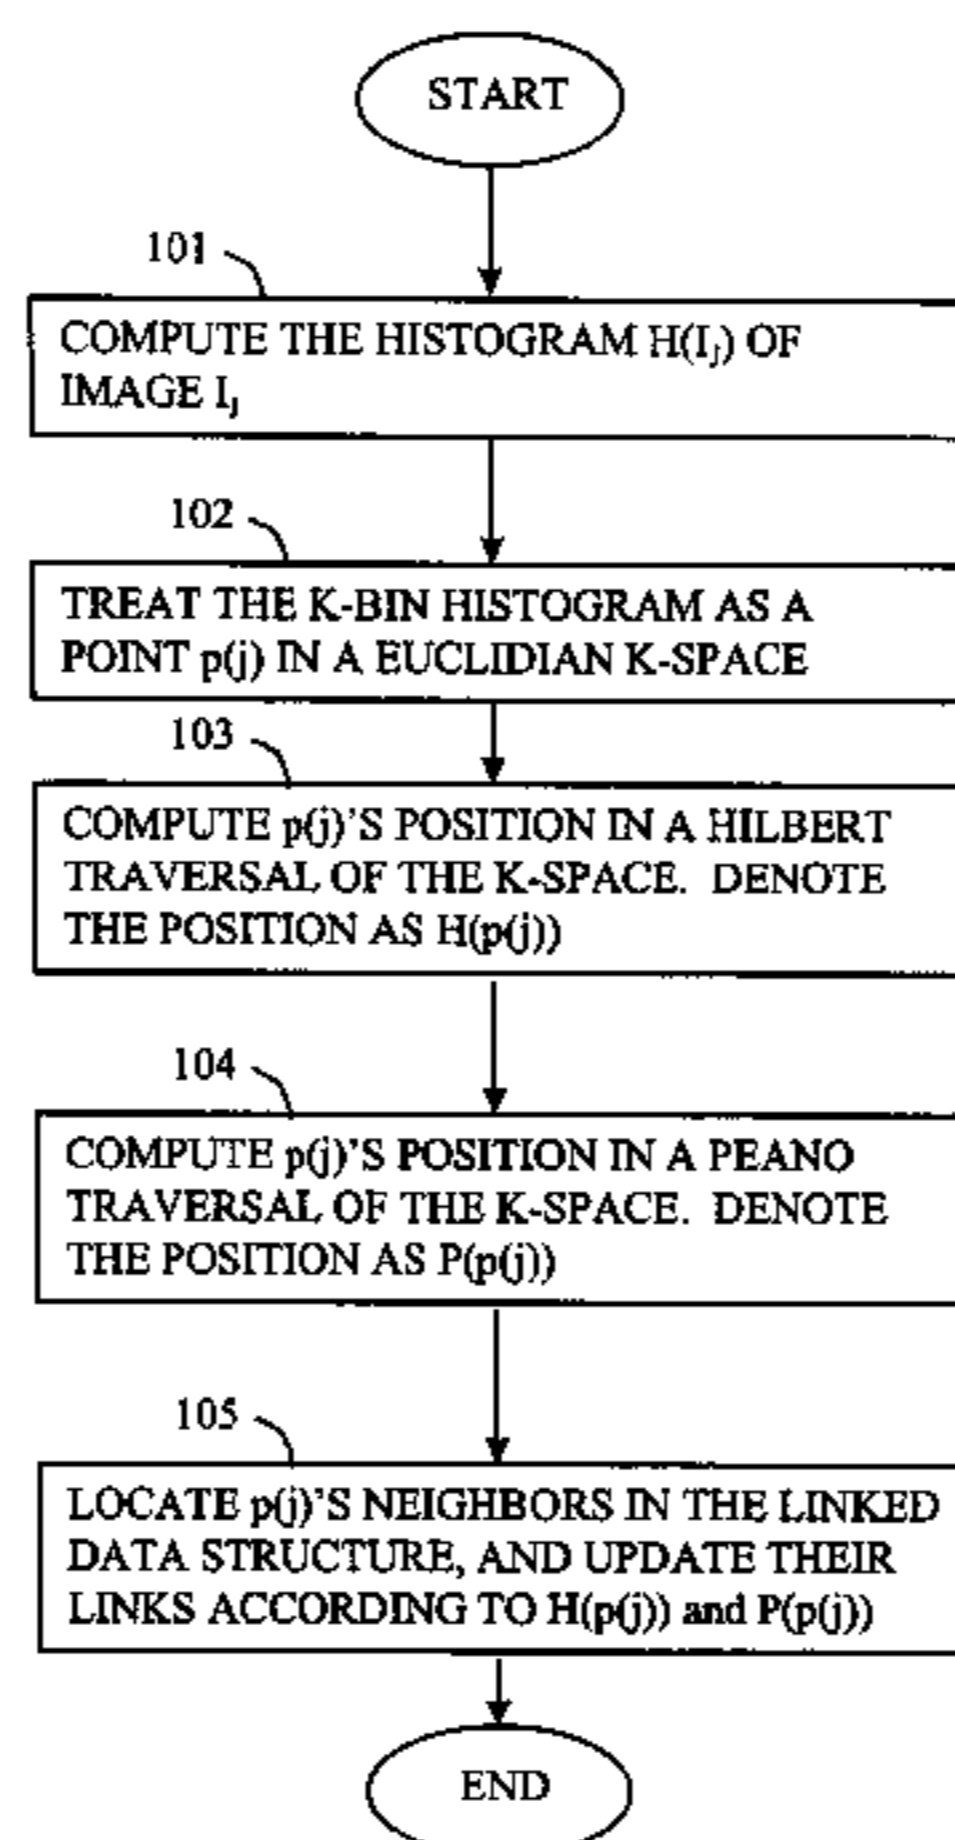 START
101
COMPUTE THE HISTOGRAM H(IJ) OF
IMAGE IJ
102
TREAT THE K-BIN HISTOGRAM AS A
POINT p(j) IN A EUCLIDIAN K-SPACE
103
COMPUTE p(j)'S POSITION IN A HILBERT
TRAVERSAL OF THE K-SPACE. DENOTE
THE POSITION AS H(p(j))
104
COMPUTE p(j)'S POSITION IN A PEANO
TRAVERSAL OF THE K-SPACE. DENOTE
THE POSITION AS P(p(j))
105
LOCATE p(j)'S NEIGHBORS IN THE LINKED
DATA STRUCTURE, AND UPDATE THEIR
LINKS ACCORDING TO H(p(j)) and P(p(j))
END